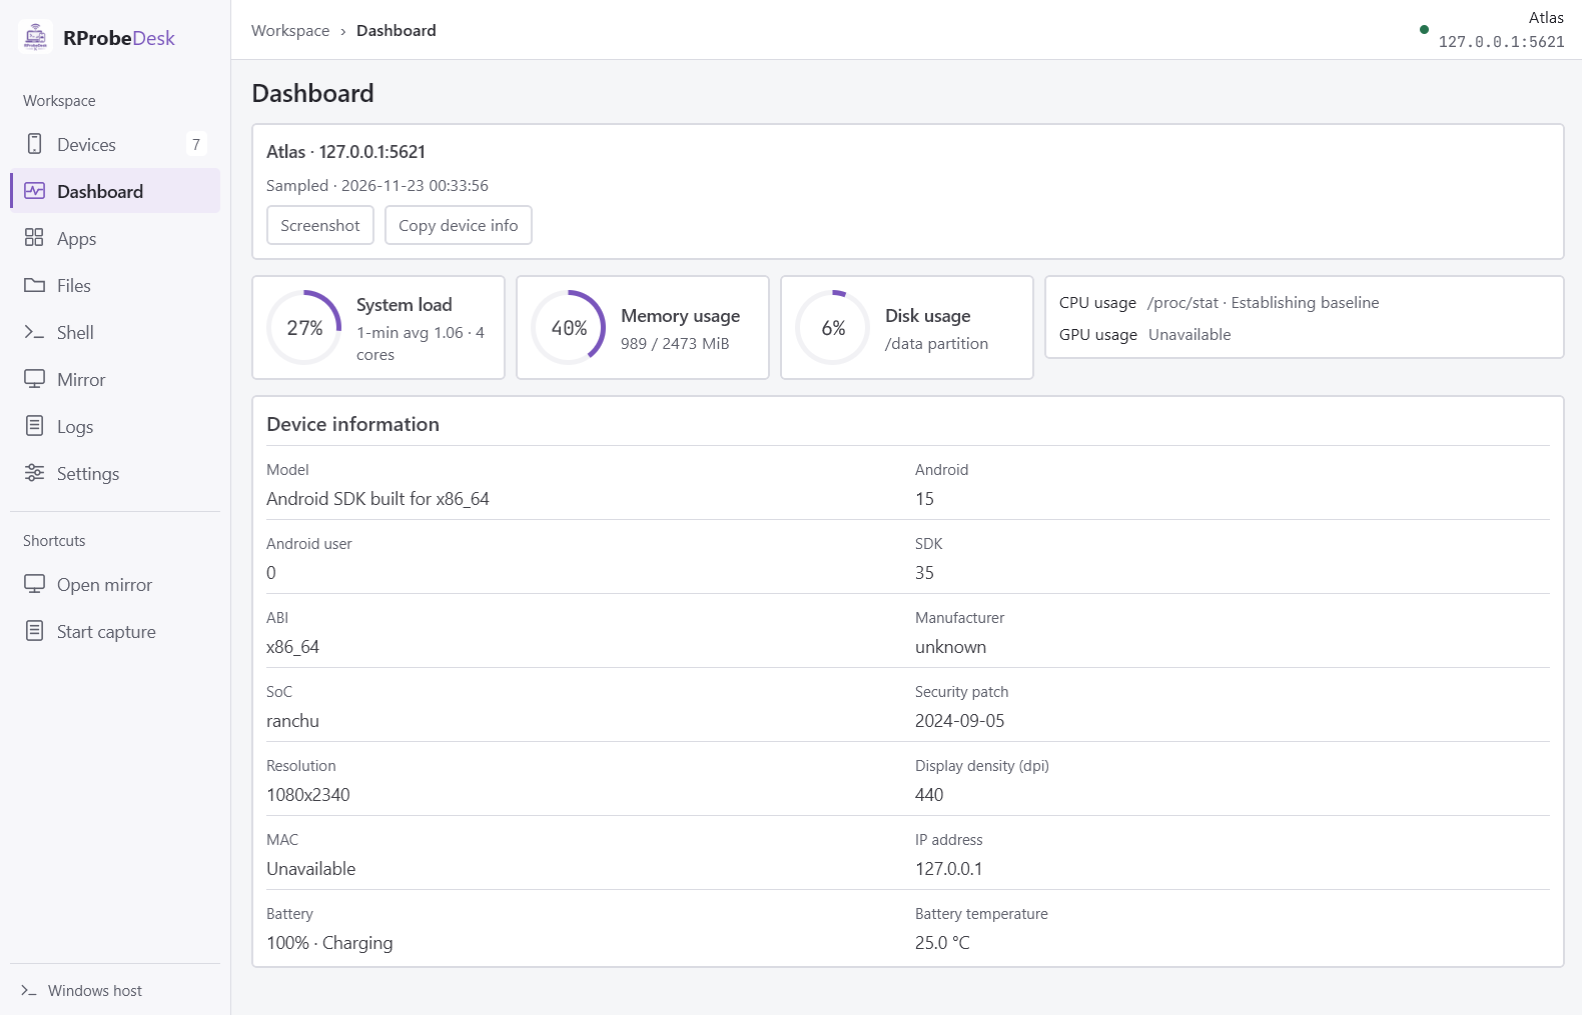 RProbeDesk
Workspace
Devices 7
Dashboard
Apps
Files
Shell
Mirror
Logs
Settings
Shortcuts
Open mirror
Start capture
Windows host
Workspace › Dashboard
Atlas
127.0.0.1:5621
Dashboard
Atlas · 127.0.0.1:5621
Sampled · 2026-11-23 00:33:56
Screenshot
Copy device info
27%
System load
1-min avg 1.06 · 4
cores
40%
Memory usage
989 / 2473 MiB
6%
Disk usage
/data partition
CPU usage /proc/stat · Establishing baseline
GPU usage Unavailable
Device information
Model
Android SDK built for x86_64
Android
15
Android user
0
SDK
35
ABI
x86_64
Manufacturer
unknown
SoC
ranchu
Security patch
2024-09-05
Resolution
1080x2340
Display density (dpi)
440
MAC
Unavailable
IP address
127.0.0.1
Battery
100% · Charging
Battery temperature
25.0 °C